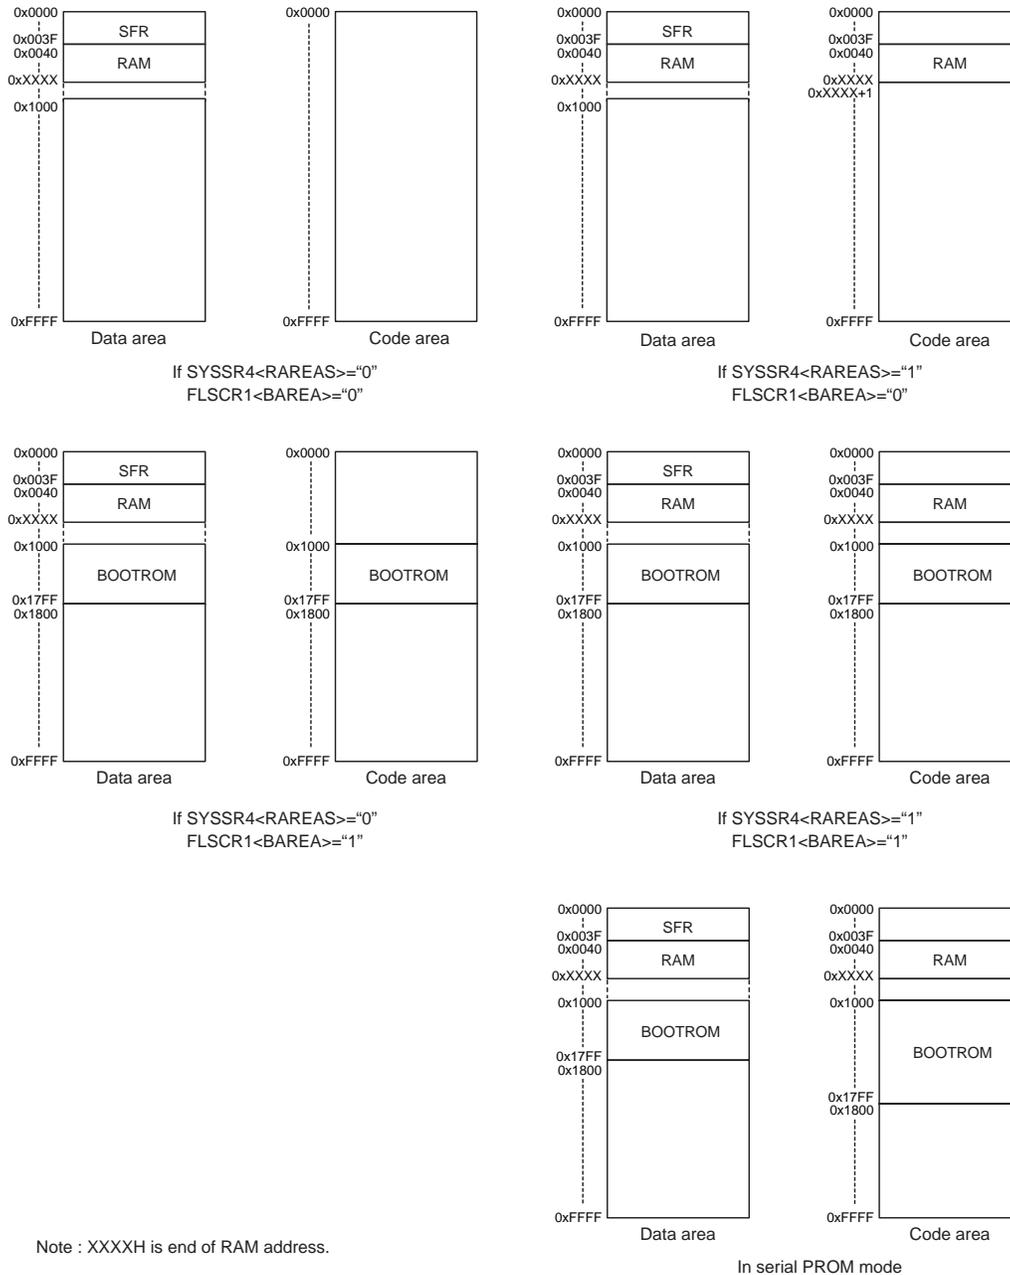 0x0000
SFR
0x003F
0x0040
RAM
0xXXXX
0x1000
0xFFFF
Data area
0x0000
0xFFFF
Code area
If SYSSR4<RAREAS>=“0”
FLSCR1<BAREA>=“0”
0x0000
SFR
0x003F
0x0040
RAM
0xXXXX
0x1000
0xFFFF
Data area
0x0000
0x003F
0x0040
RAM
0xXXXX
0xXXXX+1
0xFFFF
Code area
If SYSSR4<RAREAS>=“1”
FLSCR1<BAREA>=“0”
0x0000
SFR
0x003F
0x0040
RAM
0xXXXX
0x1000
BOOTROM
0x17FF
0x1800
0xFFFF
Data area
0x0000
0x1000
BOOTROM
0x17FF
0x1800
0xFFFF
Code area
If SYSSR4<RAREAS>=“0”
FLSCR1<BAREA>=“1”
0x0000
SFR
0x003F
0x0040
RAM
0xXXXX
0x1000
BOOTROM
0x17FF
0x1800
0xFFFF
Data area
0x0000
0x003F
0x0040
RAM
0xXXXX
0x1000
BOOTROM
0x17FF
0x1800
0xFFFF
Code area
If SYSSR4<RAREAS>=“1”
FLSCR1<BAREA>=“1”
0x0000
SFR
0x003F
0x0040
RAM
0xXXXX
0x1000
BOOTROM
0x17FF
0x1800
0xFFFF
Data area
0x0000
0x003F
0x0040
RAM
0xXXXX
0x1000
BOOTROM
0x17FF
0x1800
0xFFFF
Code area
In serial PROM mode
Note : XXXXH is end of RAM address.